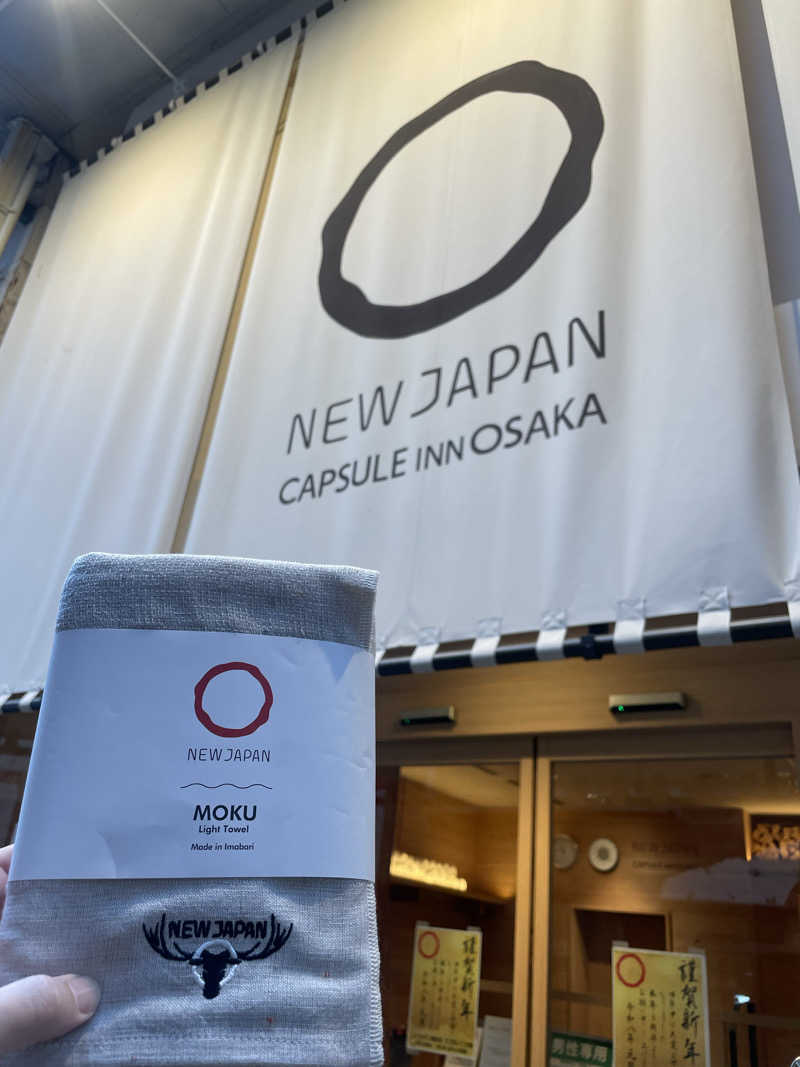 NEW JAPAN
CAPSULE INN OSAKA
NEW JAPAN
MOKU
Light Towel
Made in Imabari
NEW JAPAN
謹賀新年
謹賀新年
男性専用